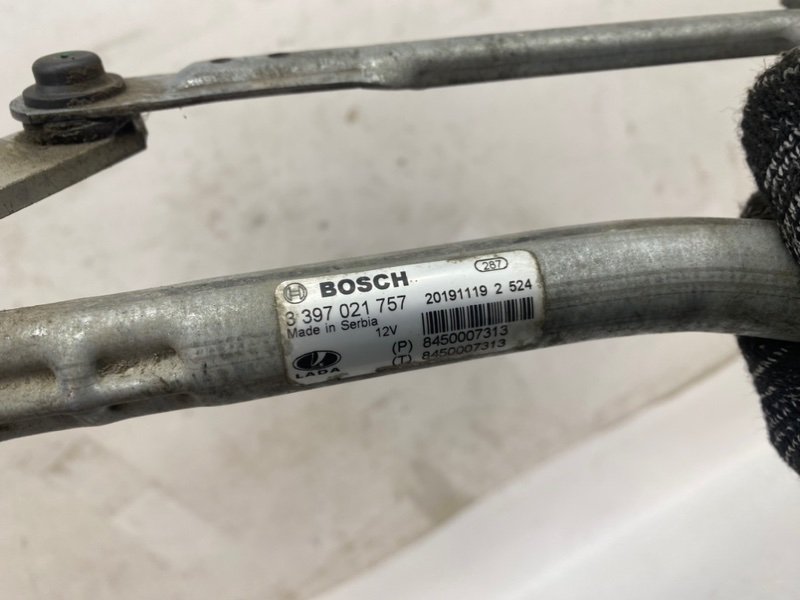 BOSCH
287
3 397 021 757
20191119 2 524
Made in Serbia
12V
(P) 8450007313
(T) 8450007313
LADA